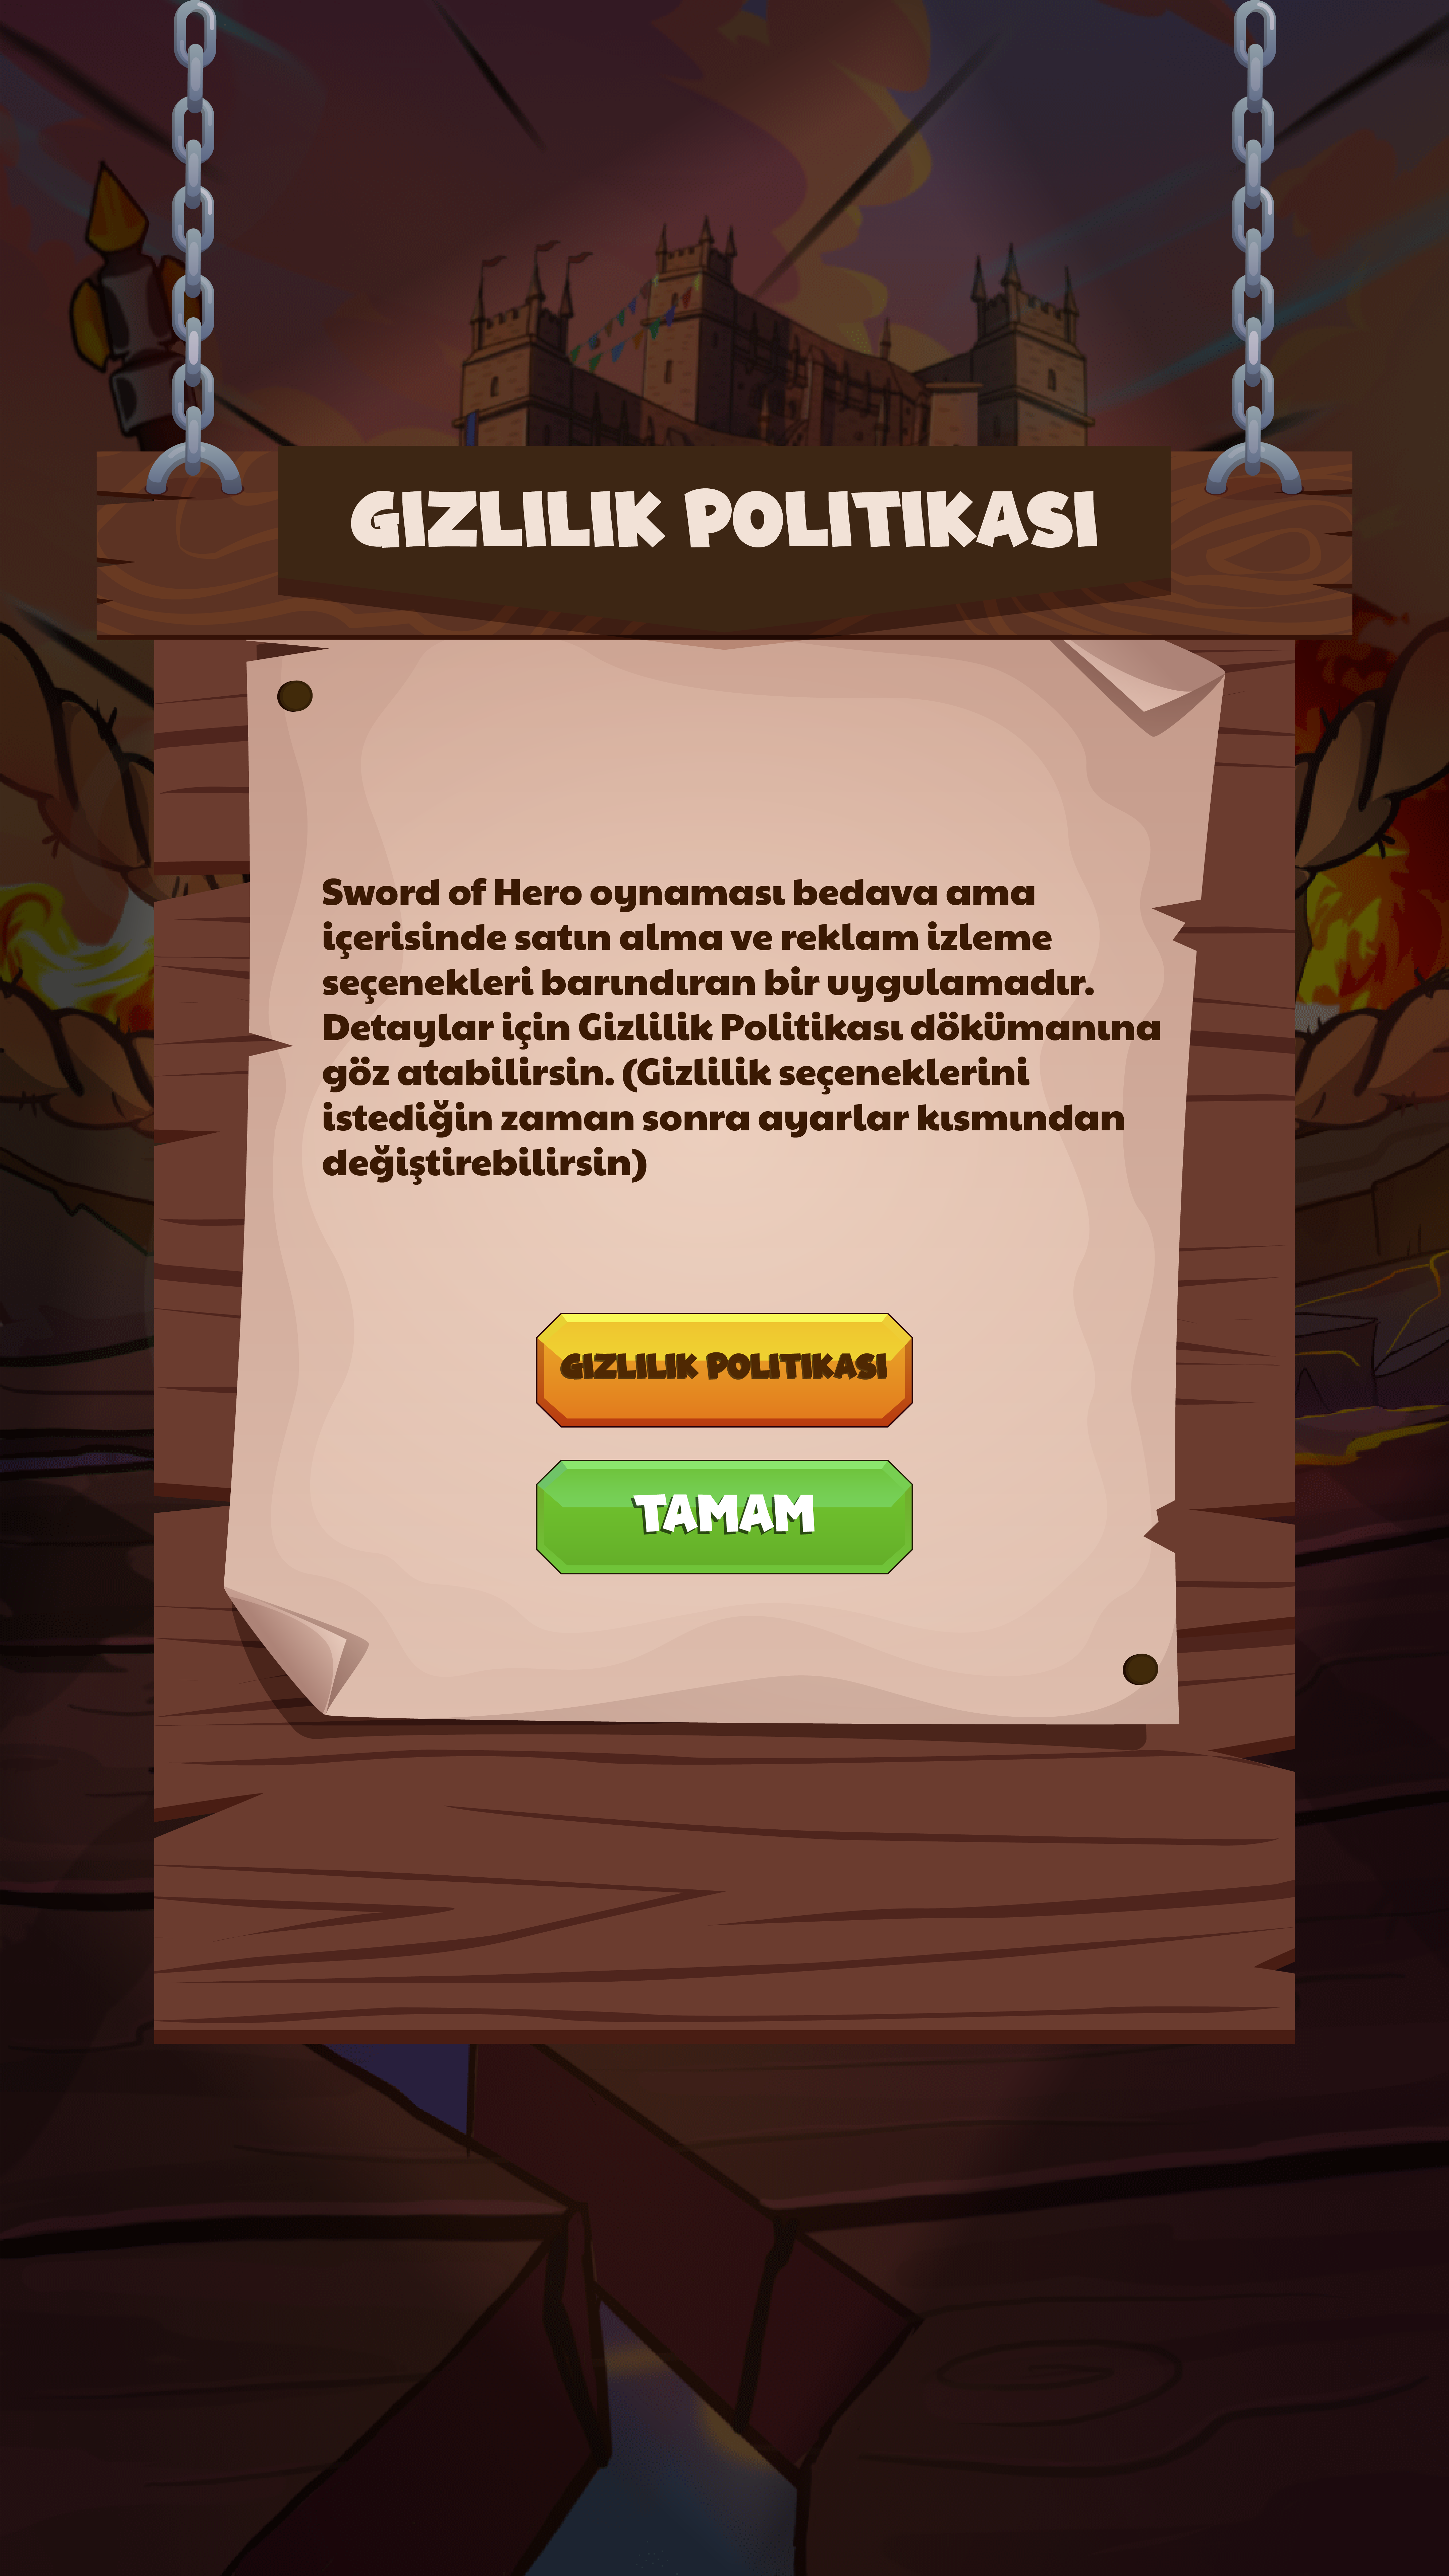 GIZLILIK POLITIKASI
Sword of Hero oynaması bedava ama
içerisinde satın alma ve reklam izleme
seçenekleri barındıran bir uygulamadır.
Detaylar için Gizlilik Politikası dökümanına
göz atabilirsin. (Gizlilik seçeneklerini
istediğin zaman sonra ayarlar kısmından
değiştirebilirsin)
GIZLILIK POLITIKASI
TAMAM